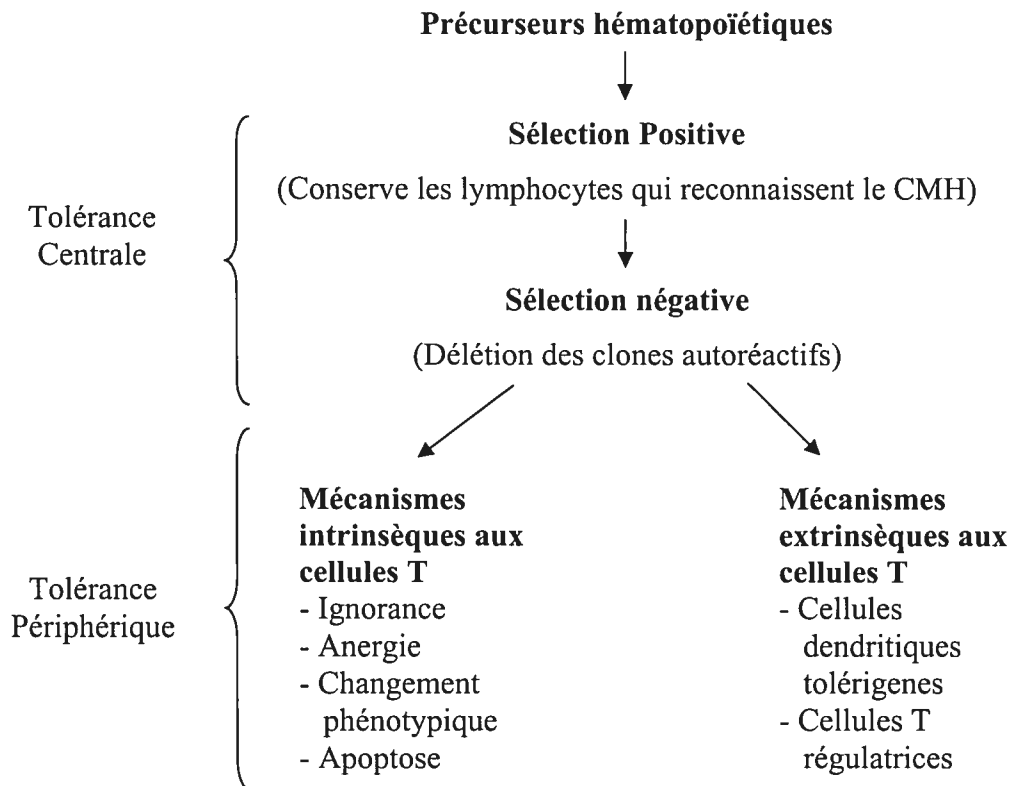 Précurseurs hématopoïétiques
Sélection Positive
(Conserve les lymphocytes qui reconnaissent le CMH)
Tolérance
Centrale
Sélection négative
(Délétion des clones autoréactifs)
Mécanismes
intrinsèques aux
cellules T
- Ignorance
- Anergie
- Changement
phénotypique
- Apoptose
Mécanismes
extrinsèques aux
cellules T
- Cellules
dendritiques
tolérigenes
- Cellules T
régulatrices
Tolérance
Périphérique